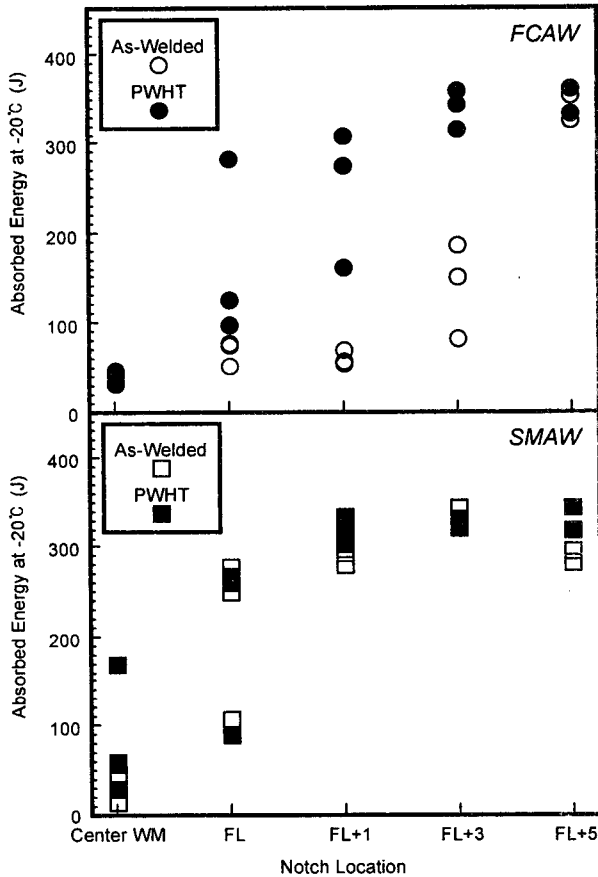 FCAW
As-Welded
PWHT
Absorbed Energy at -20℃ (J)
400
300
200
100
0
SMAW
As-Welded
PWHT
Absorbed Energy at -20℃ (J)
400
300
200
100
0
Center WM FL FL+1 FL+3 FL+5
Notch Location